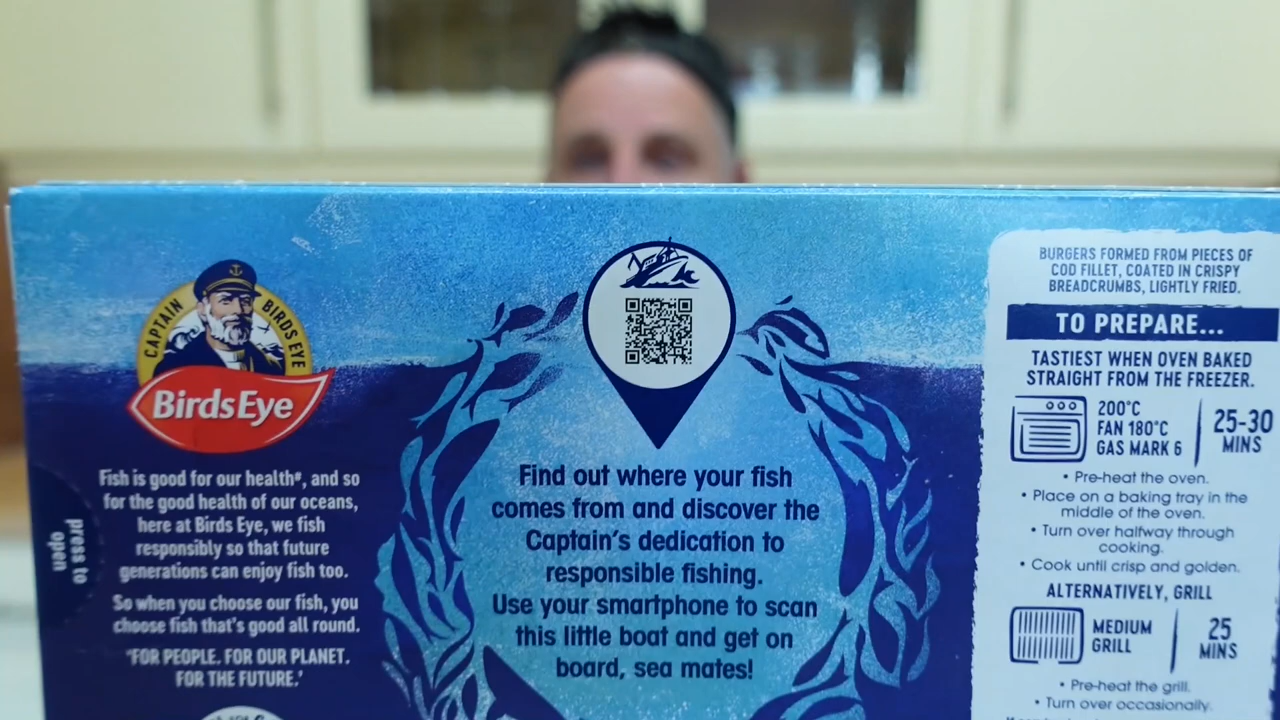 CAPTAIN BIRDS EYE
BirdsEye
Fish is good for our health*, and so
for the good health of our oceans,
here at Birds Eye, we fish
responsibly so that future
generations can enjoy fish too.
So when you choose our fish, you
choose fish that's good all round.
'FOR PEOPLE. FOR OUR PLANET.
FOR THE FUTURE.'
press to
open
Find out where your fish
comes from and discover the
Captain's dedication to
responsible fishing.
Use your smartphone to scan
this little boat and get on
board, sea mates!
BURGERS FORMED FROM PIECES OF
COD FILLET, COATED IN CRISPY
BREADCRUMBS, LIGHTLY FRIED.
TO PREPARE...
TASTIEST WHEN OVEN BAKED
STRAIGHT FROM THE FREEZER.
200°C
FAN 180°C
GAS MARK 6
25-30
MINS
• Pre-heat the oven.
• Place on a baking tray in the
middle of the oven.
• Turn over halfway through
cooking.
• Cook until crisp and golden.
ALTERNATIVELY, GRILL
MEDIUM
GRILL
25
MINS
• Pre-heat the grill.
• Turn over occasionally.